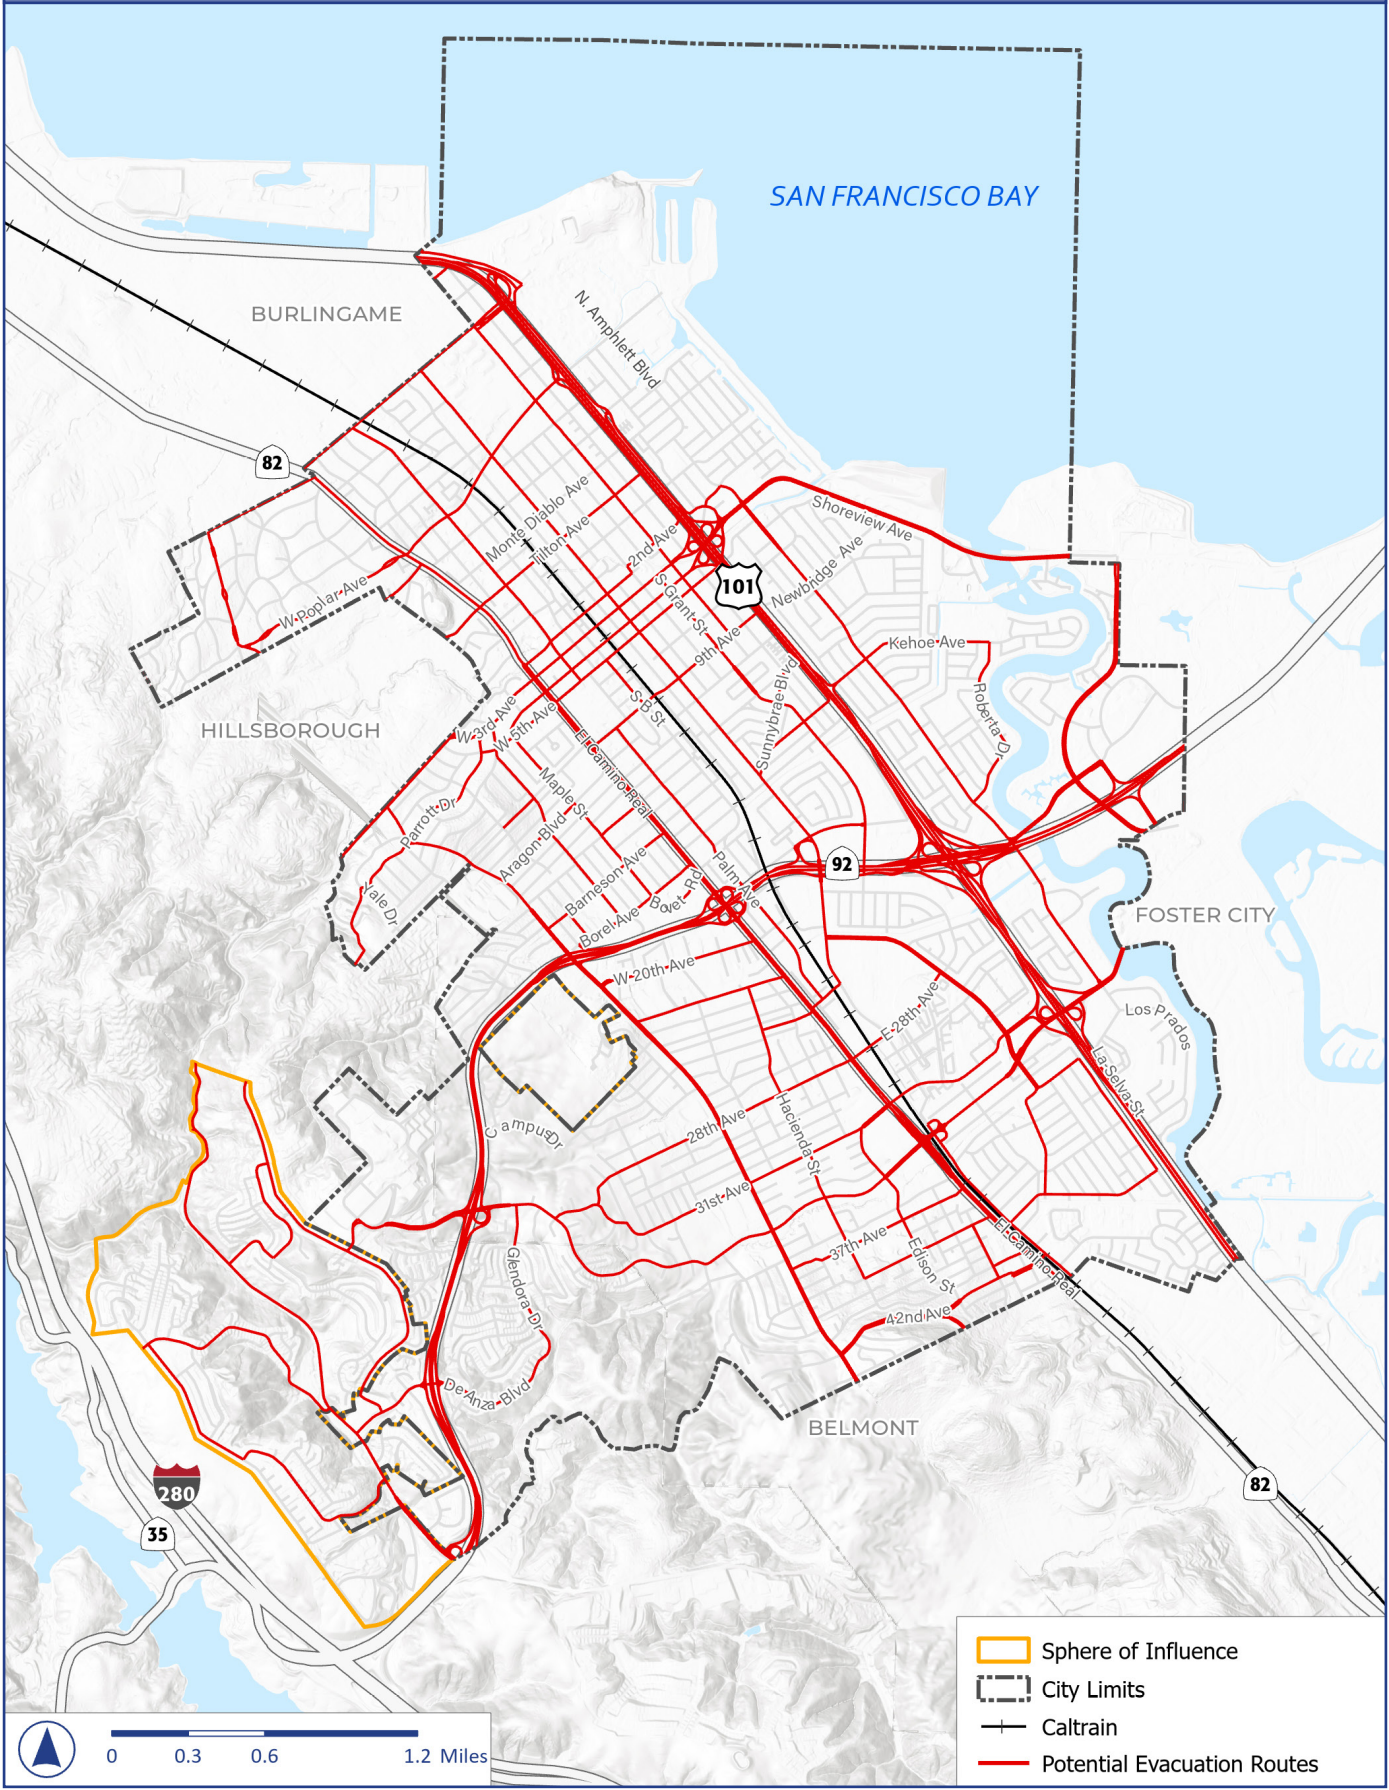 SAN FRANCISCO BAY
BURLINGAME
N. Amphlett Blvd
82
Monte Diablo Ave
Tilton Ave
2nd Ave
Shoreview Ave
Newbridge Ave
101
S Grant St
W Poplar Ave
9th Ave
Kehoe Ave
Sunnybrae Blvd
Roberta Dr
HILLSBOROUGH
W 3rd Ave
W 5th Ave
S B St
El Camino Real
Maple St
Parrott Dr
Aragon Blvd
Barneson Ave
Bovet Rd
Palm Ave
92
Yale Dr
Borel Ave
FOSTER CITY
W 20th Ave
E 28th Ave
Los Prados
La Selva St
Campus Dr
28th Ave
Hacienda St
31st Ave
37th Ave
Edison St
El Camino Real
Glendora Dr
42nd Ave
De Anza Blvd
BELMONT
280
35
82
Sphere of Influence
City Limits
Caltrain
Potential Evacuation Routes
0 0.3 0.6 1.2 Miles